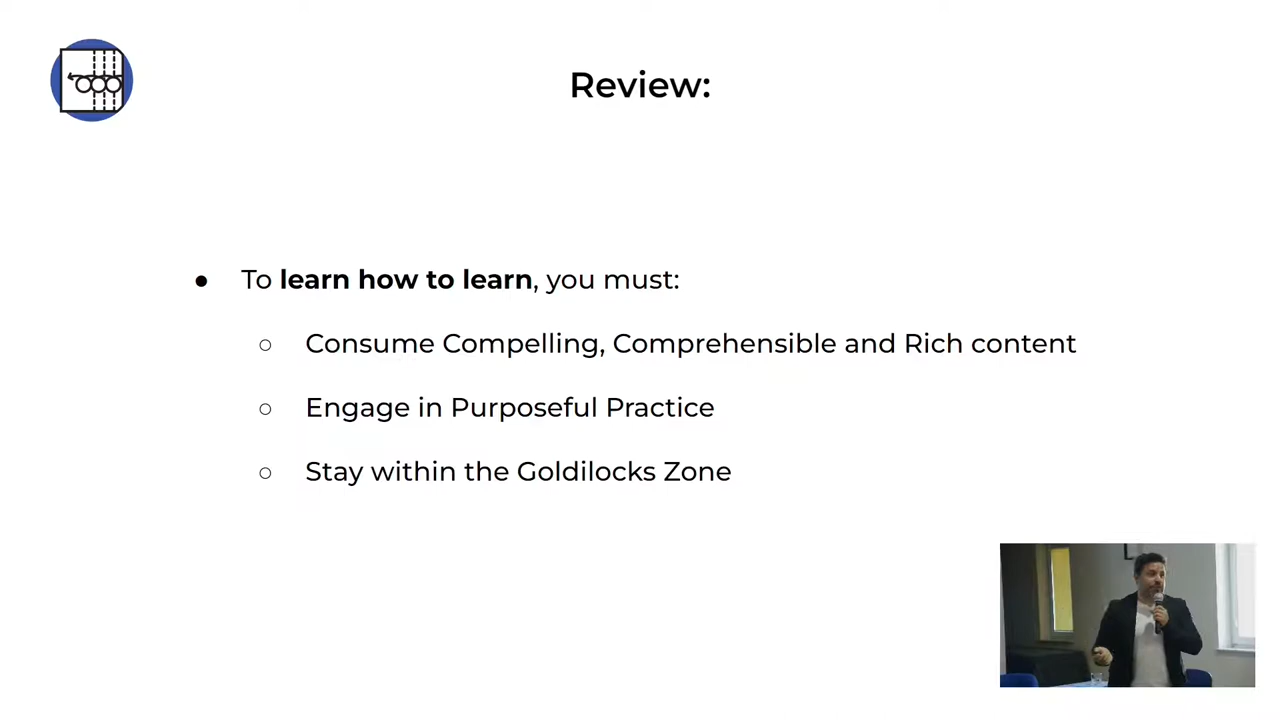 Review:
● To learn how to learn, you must:
○ Consume Compelling, Comprehensible and Rich content
○ Engage in Purposeful Practice
○ Stay within the Goldilocks Zone